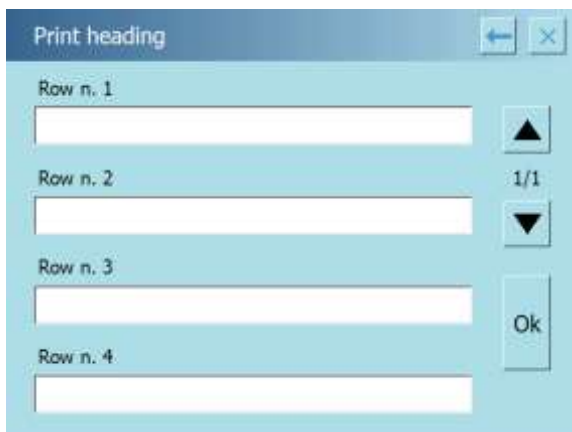 Print heading
Row n. 1
Row n. 2
1/1
Row n. 3
Ok
Row n. 4